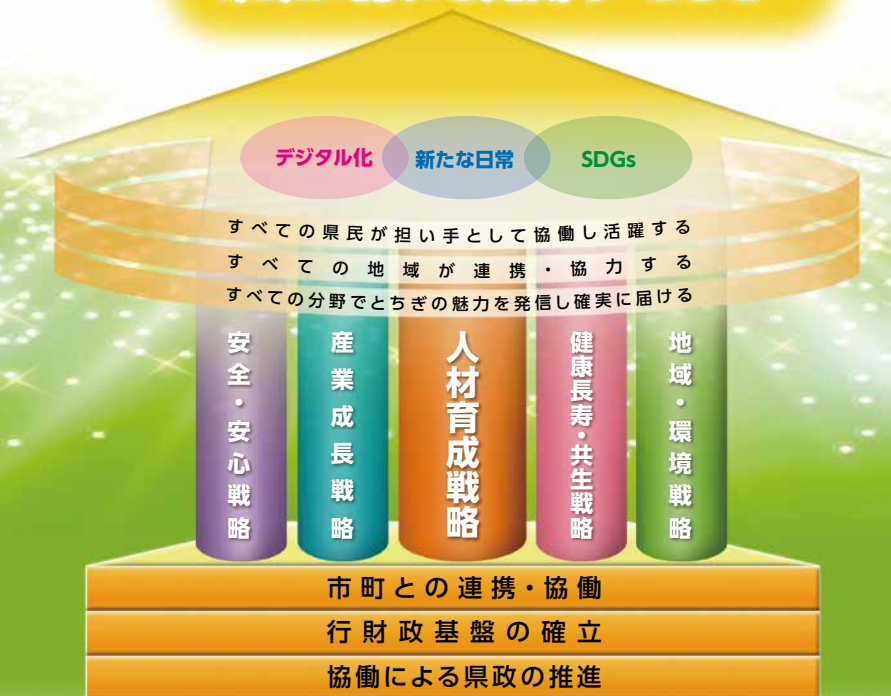 デジタル化
新たな日常
SDGs
すべての県民が担い手として協働し活躍する
すべての地域が連携・協力する
すべての分野でとちぎの魅力を発信し確実に届ける
安全・安心戦略
産業成長戦略
人材育成戦略
健康長寿・共生戦略
地域・環境戦略
市町との連携・協働
行財政基盤の確立
協働による県政の推進